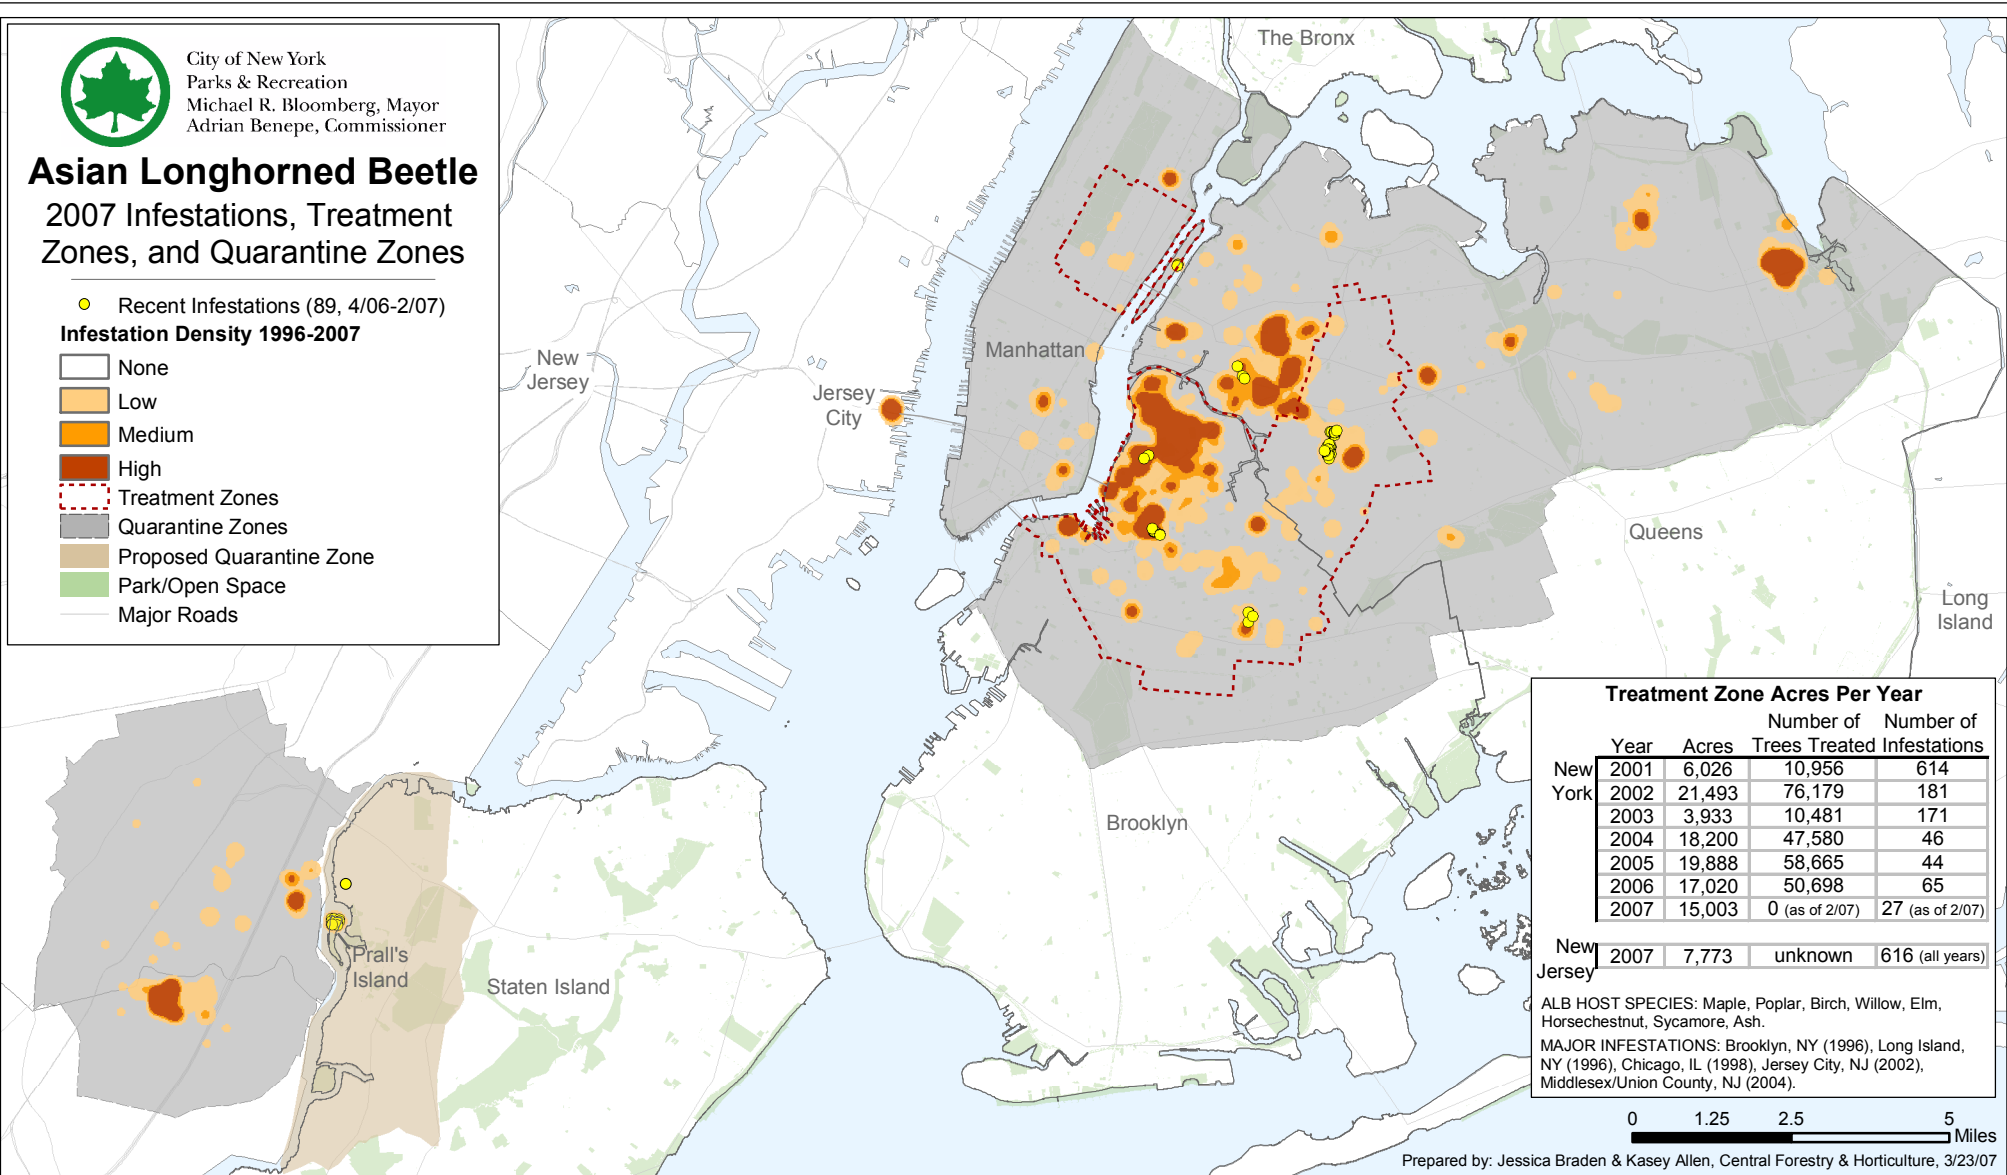 City of New York
Parks & Recreation
Michael R. Bloomberg, Mayor
Adrian Benepe, Commissioner
Asian Longhorned Beetle
2007 Infestations, Treatment
Zones, and Quarantine Zones
Recent Infestations (89, 4/06-2/07)
Infestation Density 1996-2007
None
Low
Medium
High
Treatment Zones
Quarantine Zones
Proposed Quarantine Zone
Park/Open Space
Major Roads
The Bronx
Manhattan
New
Jersey
Jersey
City
Queens
Long
Island
Brooklyn
Prall's
Island
Staten Island
Treatment Zone Acres Per Year
Number of Number of
Year Acres Trees Treated Infestations
New 2001 6,026 10,956 614
York 2002 21,493 76,179 181
2003 3,933 10,481 171
2004 18,200 47,580 46
2005 19,888 58,665 44
2006 17,020 50,698 65
2007 15,003 0 (as of 2/07) 27 (as of 2/07)
New
Jersey 2007 7,773 unknown 616 (all years)
ALB HOST SPECIES: Maple, Poplar, Birch, Willow, Elm,
Horsechestnut, Sycamore, Ash.
MAJOR INFESTATIONS: Brooklyn, NY (1996), Long Island,
NY (1996), Chicago, IL (1998), Jersey City, NJ (2002),
Middlesex/Union County, NJ (2004).
0 1.25 2.5 5
Miles
Prepared by: Jessica Braden & Kasey Allen, Central Forestry & Horticulture, 3/23/07